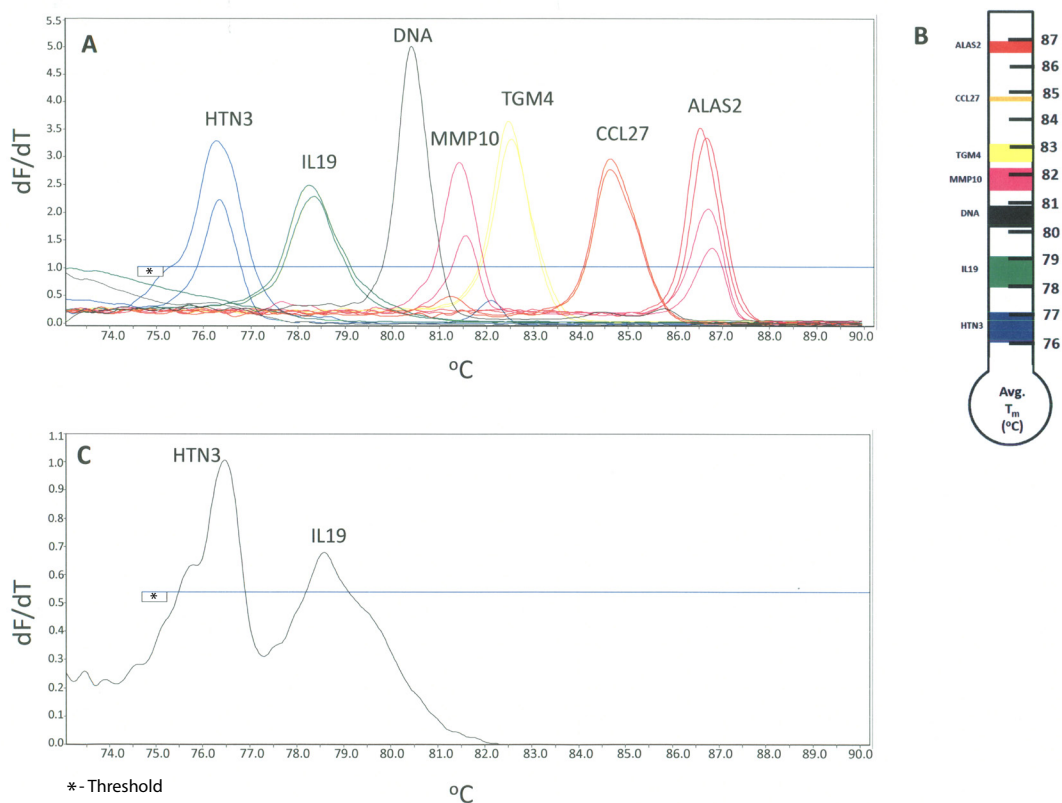 A
5.5
5.0
4.5
4.0
3.5
3.0
2.5
2.0
1.5
1.0
0.5
0.0
dF/dT
HTN3
IL19
DNA
MMP10
TGM4
CCL27
ALAS2
*
74.0 75.0 76.0 77.0 78.0 79.0 80.0 81.0 82.0 83.0 84.0 85.0 86.0 87.0 88.0 89.0 90.0
oC
B
ALAS2
CCL27
TGM4
MMP10
DNA
IL19
HTN3
87
86
85
84
83
82
81
80
79
78
77
76
Avg.
Tm
(oC)
C
1.1
1.0
0.9
0.8
0.7
0.6
0.5
0.4
0.3
0.2
0.1
0.0
dF/dT
HTN3
IL19
*
74.0 75.0 76.0 77.0 78.0 79.0 80.0 81.0 82.0 83.0 84.0 85.0 86.0 87.0 88.0 89.0 90.0
oC
*- Threshold